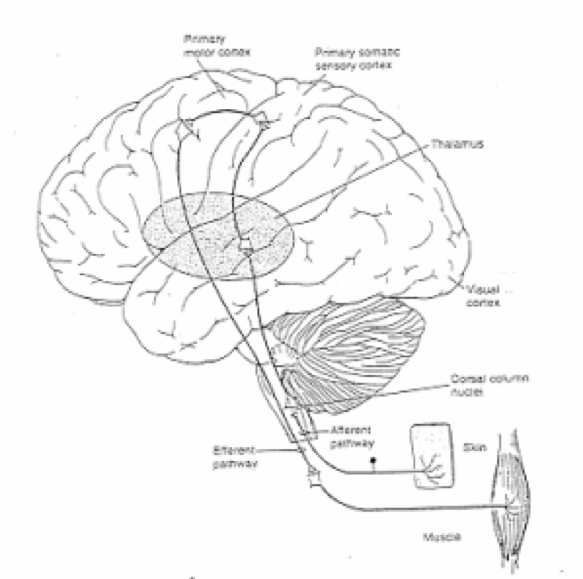 Primary
motor cortex
Primary somatic
sensory cortex
Thalamus
Visual
cortex
Dorsal column
nuclei
Afferent
pathway
Efferent
pathway
Skin
Muscle